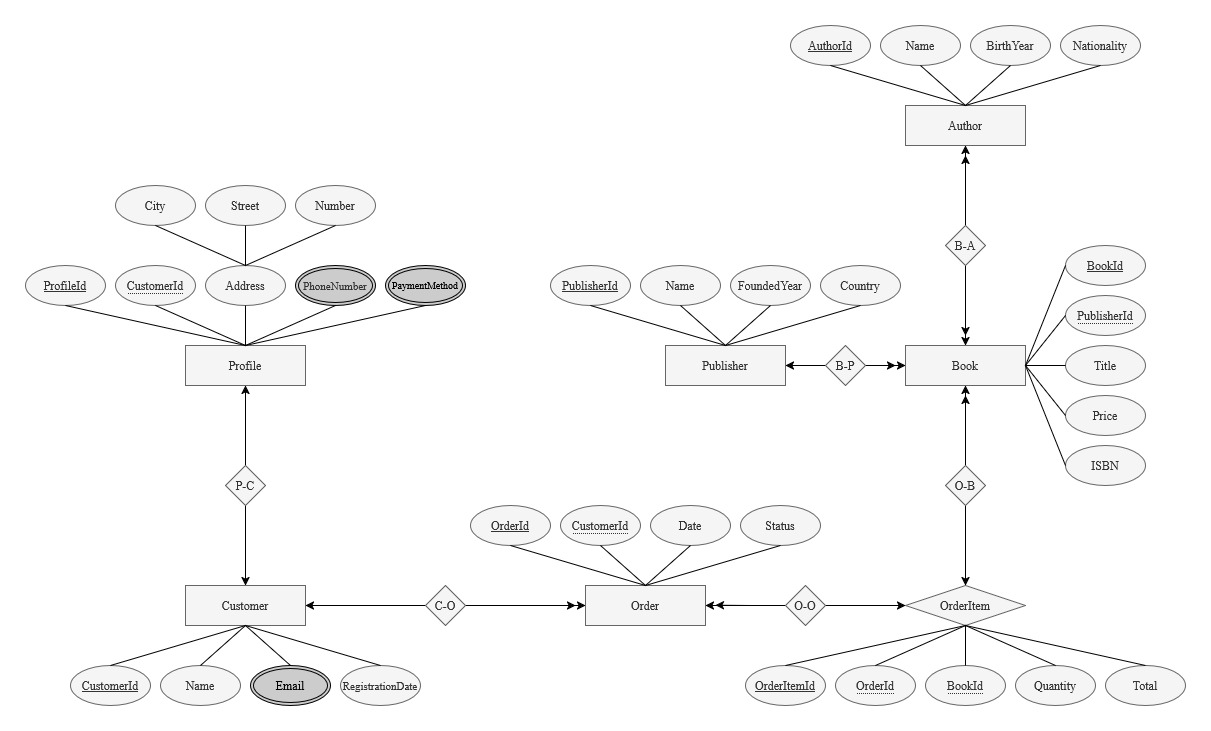 AuthorId
Name
BirthYear
Nationality
Author
City
Street
Number
B-A
ProfileId
CustomerId
Address
PhoneNumber
PaymentMethod
PublisherId
Name
FoundedYear
Country
BookId
PublisherId
Title
Price
ISBN
Profile
Publisher
B-P
Book
P-C
O-B
OrderId
CustomerId
Date
Status
Customer
C-O
Order
O-O
OrderItem
CustomerId
Name
Email
RegistrationDate
OrderItemId
OrderId
BookId
Quantity
Total